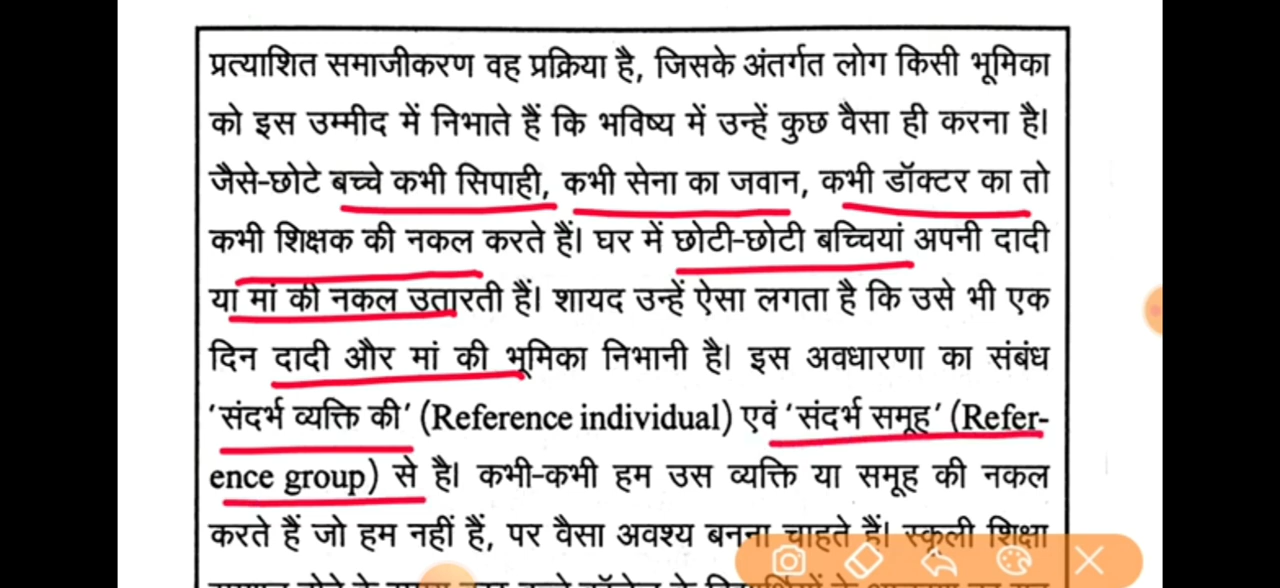 प्रत्याशित समाजीकरण वह प्रक्रिया है, जिसके अंतर्गत लोग किसी भूमिका
को इस उम्मीद में निभाते हैं कि भविष्य में उन्हें कुछ वैसा ही करना है।
जैसे-छोटे बच्चे कभी सिपाही, कभी सेना का जवान, कभी डॉक्टर का तो
कभी शिक्षक की नकल करते हैं। घर में छोटी-छोटी बच्चियां अपनी दादी
या मां की नकल उतारती हैं। शायद उन्हें ऐसा लगता है कि उसे भी एक
दिन दादी और मां की भूमिका निभानी है। इस अवधारणा का संबंध
'संदर्भ व्यक्ति की' (Reference individual) एवं 'संदर्भ समूह' (Refer-
ence group) से है। कभी-कभी हम उस व्यक्ति या समूह की नकल
करते हैं जो हम नहीं हैं, पर वैसा अवश्य बनना चाहते हैं। स्कूली शिक्षा